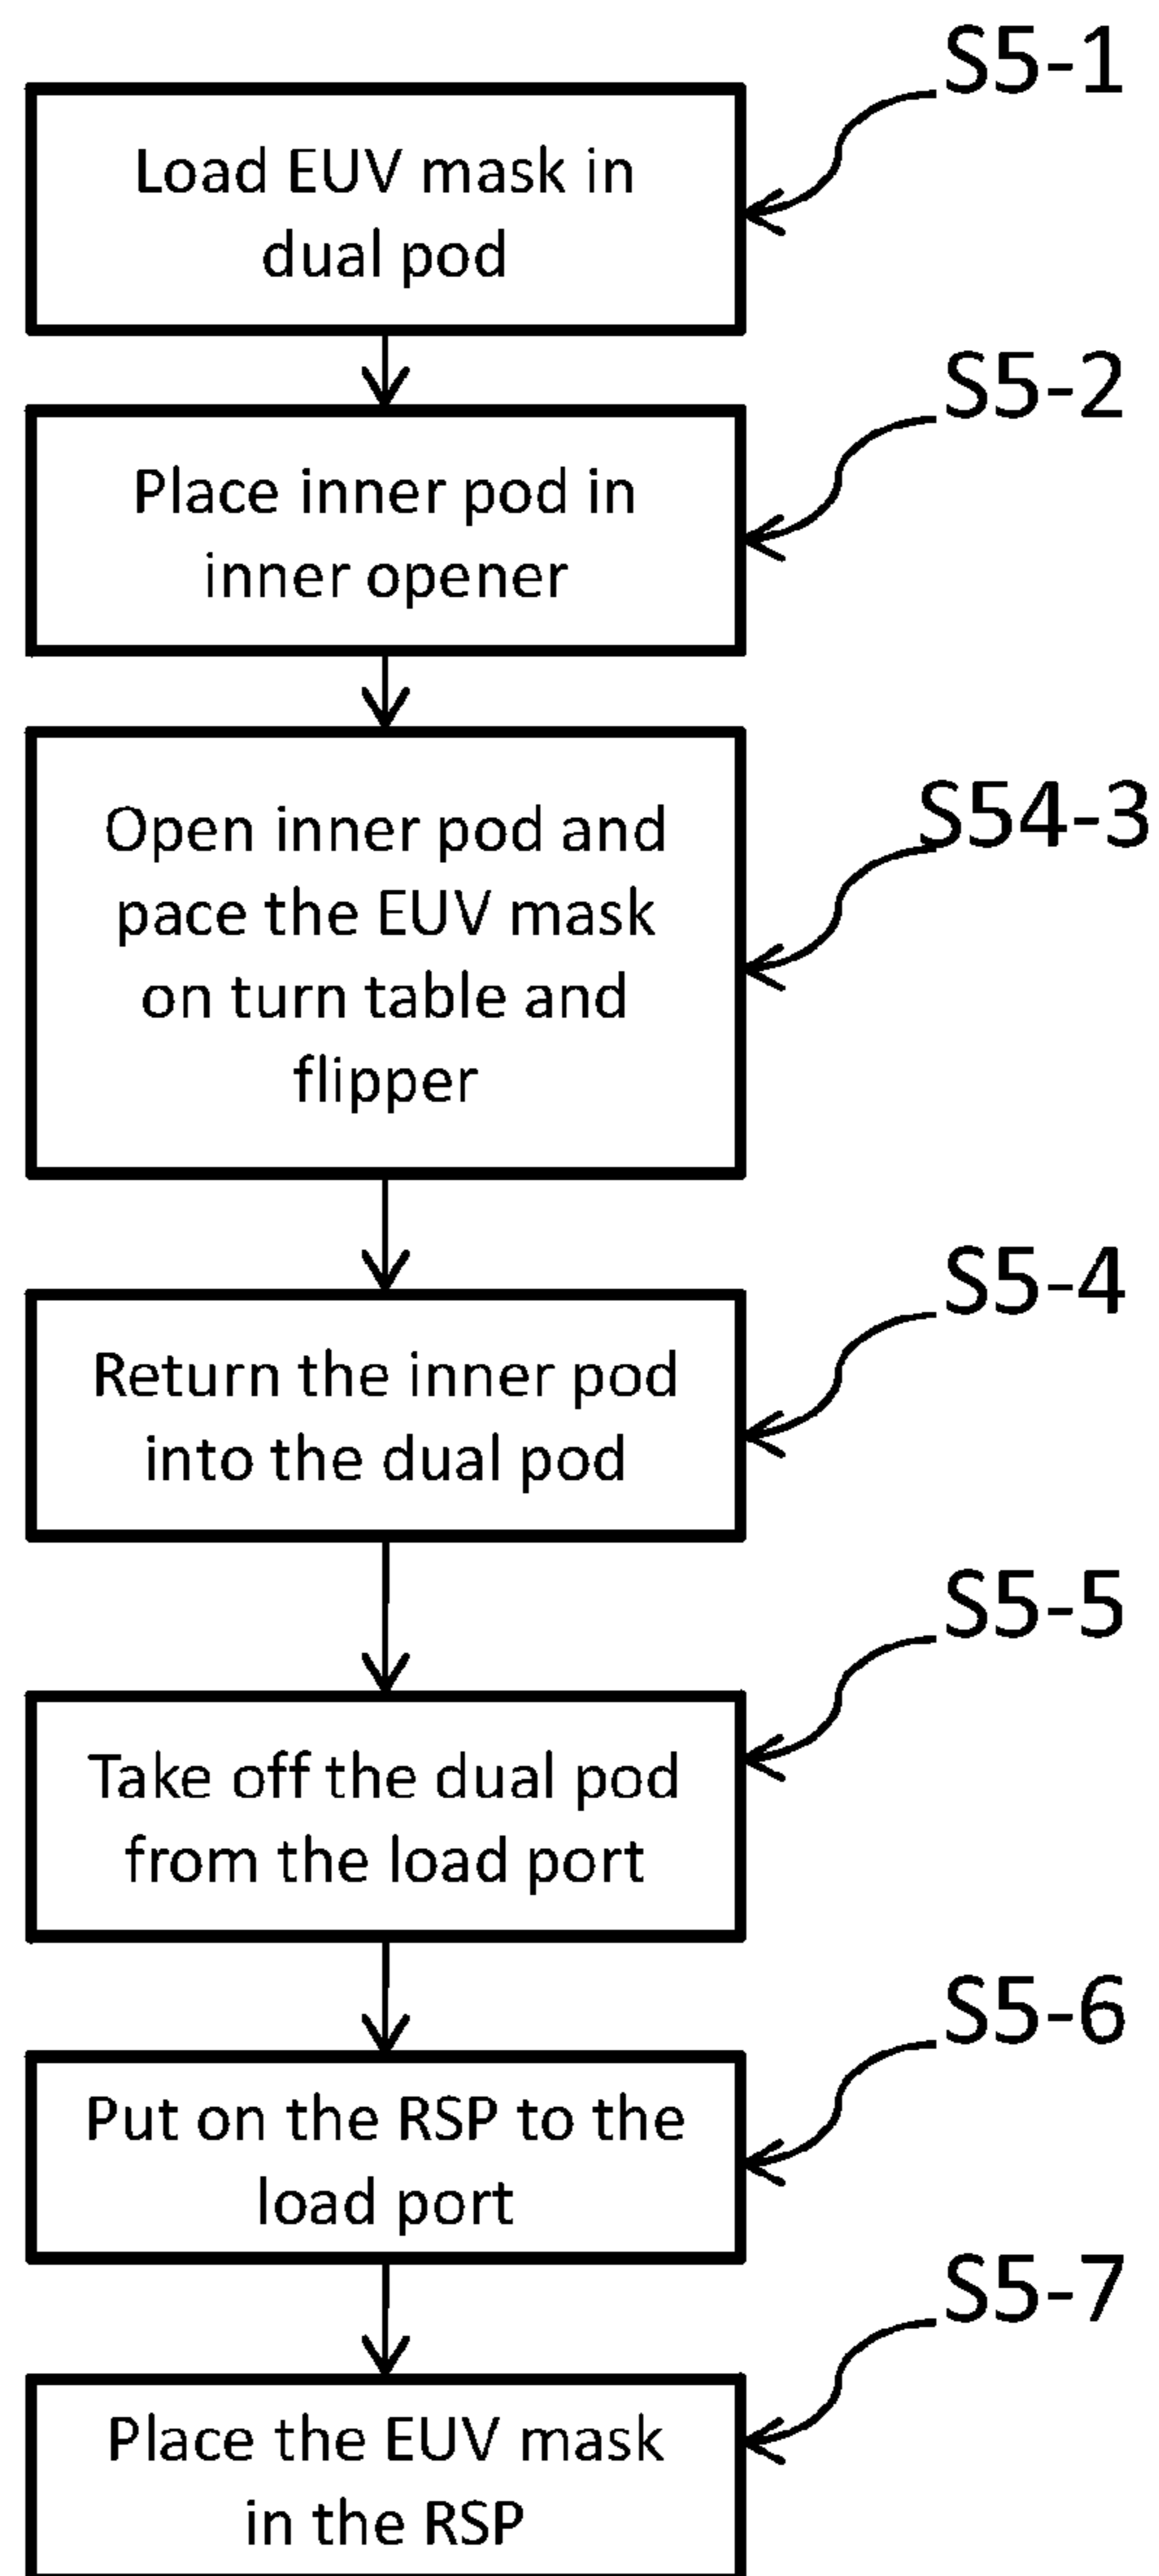 S5-1
Load EUV mask in
dual pod
S5-2
Place inner pod in
inner opener
S54-3
Open inner pod and
pace the EUV mask
on turn table and
flipper
S5-4
Return the inner pod
into the dual pod
S5-5
Take off the dual pod
from the load port
S5-6
Put on the RSP to the
load port
S5-7
Place the EUV mask
in the RSP